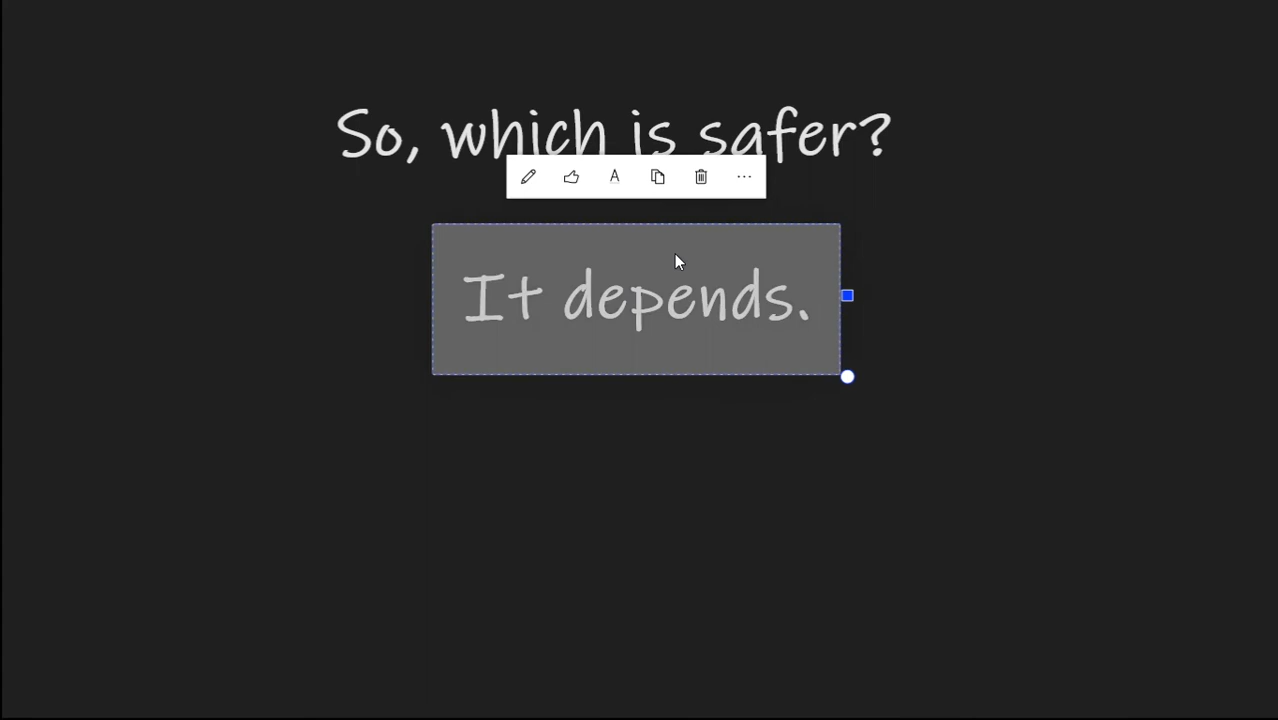 So, which is safer?
A
It depends.